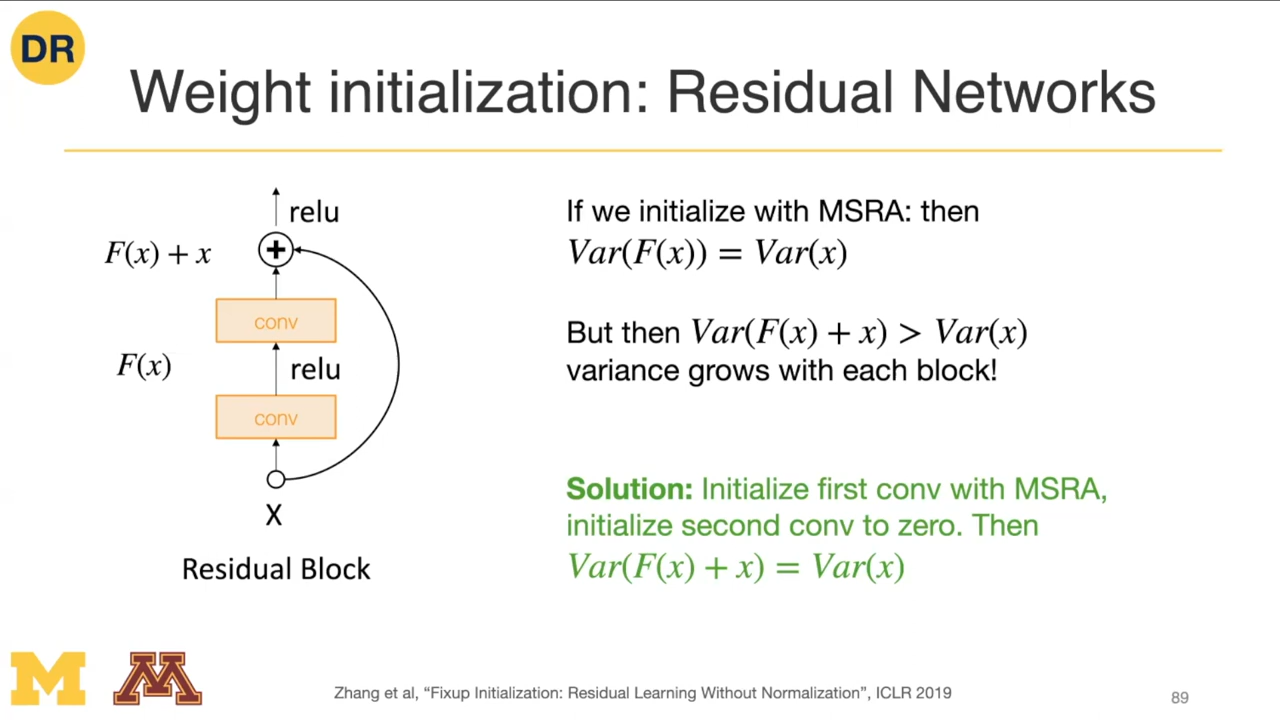 DR
Weight initialization: Residual Networks
relu
F(x) + x
+
conv
F(x)
relu
conv
X
Residual Block
If we initialize with MSRA: then
Var(F(x)) = Var(x)
But then Var(F(x) + x) > Var(x)
variance grows with each block!
Solution: Initialize first conv with MSRA,
initialize second conv to zero. Then
Var(F(x) + x) = Var(x)
M
M
Zhang et al, “Fixup Initialization: Residual Learning Without Normalization”, ICLR 2019
89